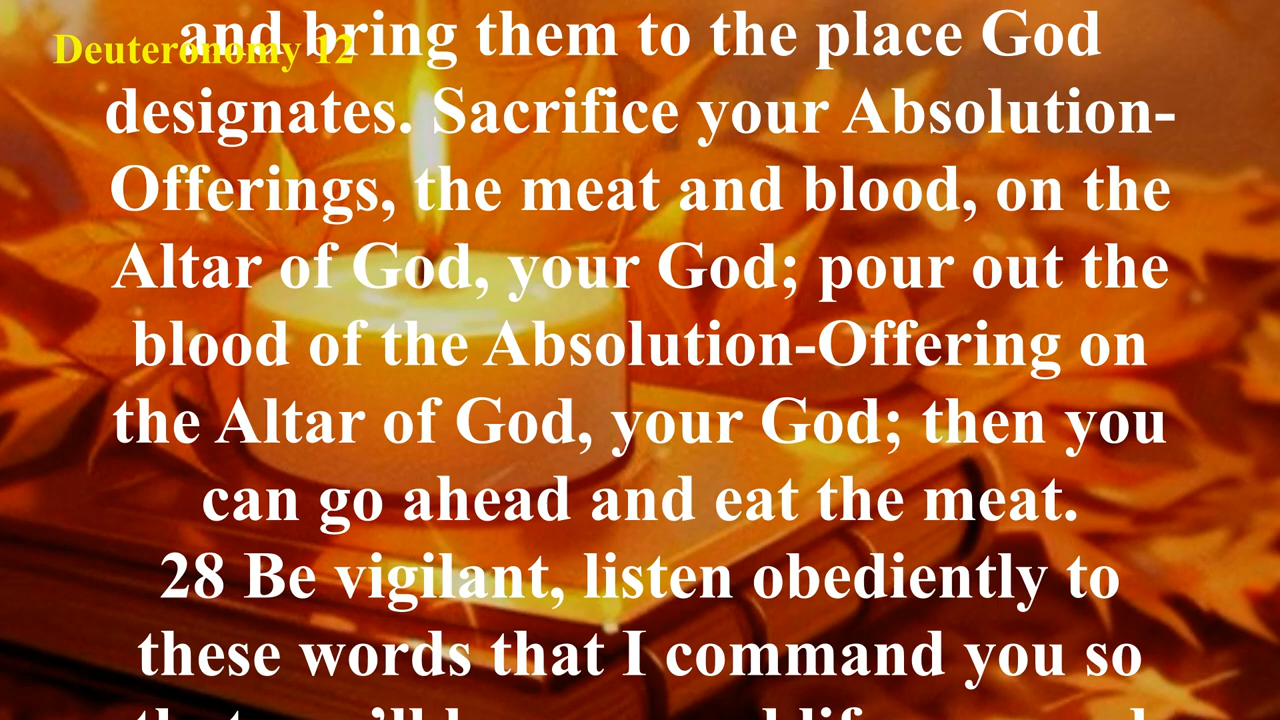 Deuteronomy 12
and bring them to the place God
designates. Sacrifice your Absolution-
Offerings, the meat and blood, on the
Altar of God, your God; pour out the
blood of the Absolution-Offering on
the Altar of God, your God; then you
can go ahead and eat the meat.
28 Be vigilant, listen obediently to
these words that I command you so